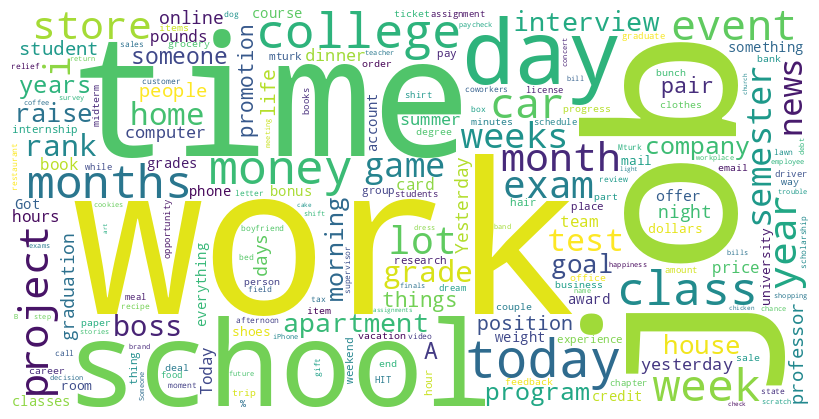 time
work
job
school
day
today
college
store
event
money
months
month
class
week
weeks
year
years
project
car
exam
game
lot
grade
test
interview
news
semester
house
apartment
boss
rank
raise
home
life
morning
goal
program
company
student
online
pounds
someone
people
computer
promotion
dinner
course
ticket
assignment
mturk
order
pay
account
summer
degree
books
shirt
customer
coffee
survey
sales
grocery
items
dog
relief
return
midterm
internship
grades
book
while
phone
bonus
card
letter
group
students
minutes
schedule
license
box
coworkers
bill
concert
paycheck
teacher
graduate
progress
bunch
pair
clothes
something
bank
church
Mturk
workplace
lawn
debt
employee
driver
way
trouble
scholarship
mail
email
offer
night
dollars
part
review
light
place
hair
team
office
business
name
award
couple
position
weight
experience
feedback
chapter
credit
trip
hour
A
i
Yesterday
yesterday
Today
Got
hours
restaurant
graduation
everything
opportunity
cookies
art
cake
shift
meeting
boyfriend
bed
days
person
field
supervisor
research
finals
dream
dress
band
things
tax
item
assignments
afternoon
shoes
iPhone
vacation
video
weekend
gift
end
HIT
future
moment
food
deal
recipe
meal
brand
thing
Someone
room
career
decision
call
paper
stories
step
exams
classes
price
university
amount
happiness
bills
shopping
chance
chicken
sale
state
check
scratch
professor